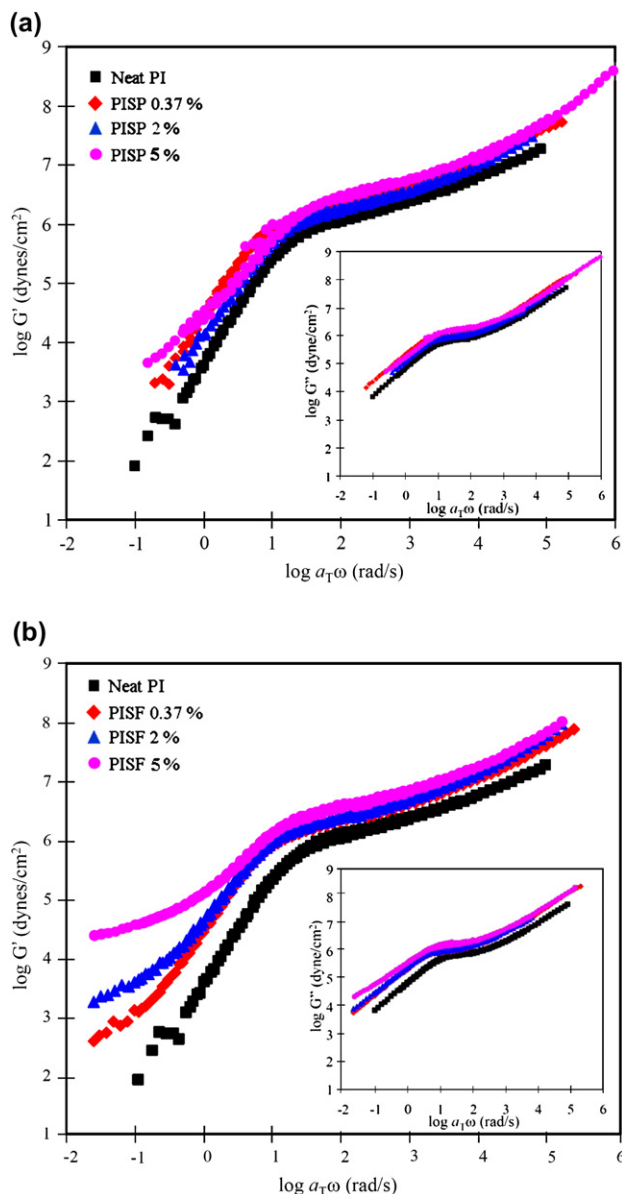 (a)
9
8
7
6
5
4
3
2
1
log G' (dynes/cm²)
■ Neat PI
◆ PISP 0.37 %
▲ PISP 2 %
● PISP 5 %
-2 -1 0 1 2 3 4 5 6
log a_Tω (rad/s)
9
8
7
6
5
4
3
2
1
log G" (dyne/cm²)
-2 -1 0 1 2 3 4 5 6
log a_Tω (rad/s)
(b)
9
8
7
6
5
4
3
2
1
log G' (dynes/cm²)
■ Neat PI
◆ PISF 0.37 %
▲ PISF 2 %
● PISF 5 %
-2 -1 0 1 2 3 4 5 6
log a_Tω (rad/s)
9
8
7
6
5
4
3
2
1
log G" (dyne/cm²)
-2 -1 0 1 2 3 4 5 6
log a_Tω (rad/s)